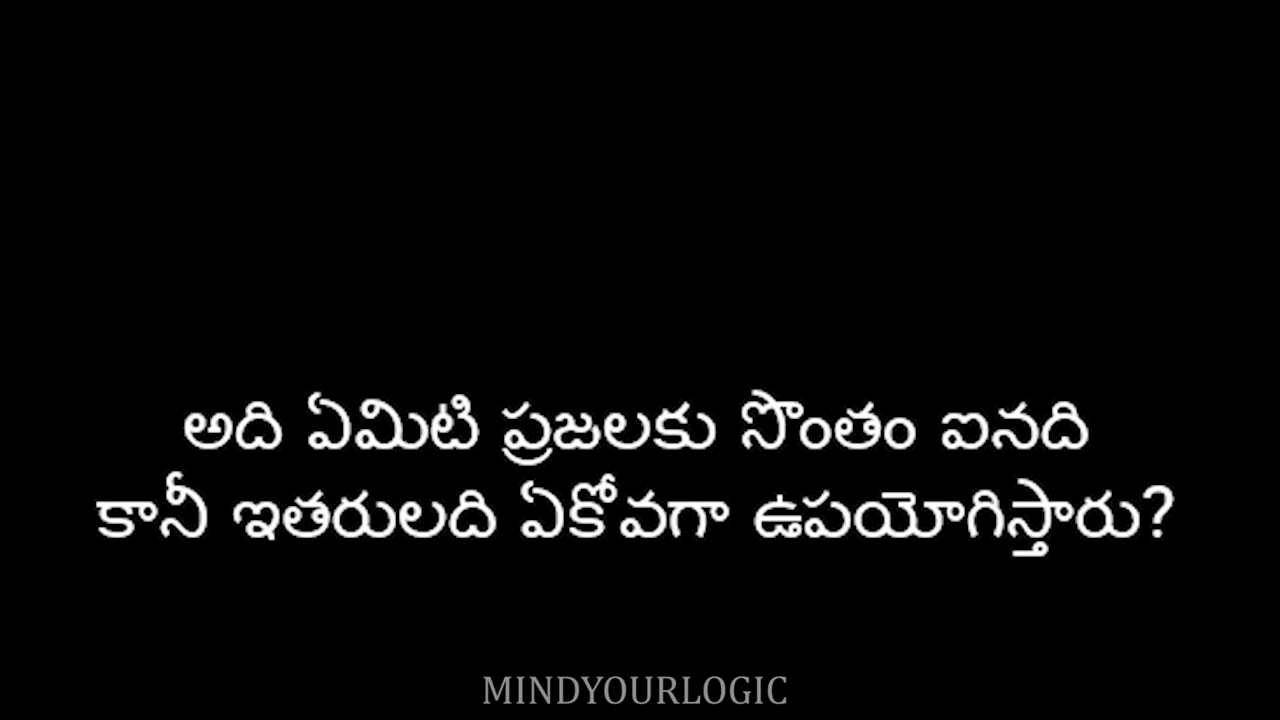 అది ఏమిటి ప్రజలకు సొంతం ఐనది
కానీ ఇతరులది ఏకోవగా ఉపయోగిస్తారు?
MINDYOURLOGIC